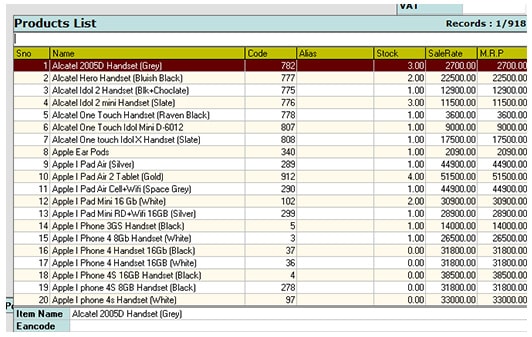 VAT
Products List Records : 1/918
Sno Name Code Alias Stock SaleRate M.R.P
1 Alcatel 2005D Handset (Grey) 782 3.00 2700.00 2700.00
2 Alcatel Hero Handset (Bluish Black) 777 2.00 22500.00 22500.00
3 Alcatel Idol 2 Handset (Blk+Choclate) 775 1.00 12900.00 12900.00
4 Alcatel Idol 2 mini Handset (Slate) 776 3.00 11500.00 11500.00
5 Alcatel One Touch Handset (Raven Black) 778 1.00 3600.00 3600.00
6 Alcatel One Touch Idol Mini D-6012 807 1.00 9000.00 9000.00
7 Alcatel One touch Idol X Handset (Slate) 808 1.00 17500.00 17500.00
8 Apple Ear Pods 340 1.00 2090.00 2090.00
9 Apple I Pad Air (Silver) 289 1.00 44900.00 44900.00
10 Apple I Pad Air 2 Tablet (Gold) 912 4.00 51500.00 51500.00
11 Apple I Pad Air Cell+Wifi (Space Grey) 290 1.00 44900.00 44900.00
12 Apple I Pad Mini 16 Gb (White) 102 2.00 30900.00 30900.00
13 Apple I Pad Mini RD+Wifi 16GB (Silver) 299 1.00 28900.00 28900.00
14 Apple I Phone 3GS Handset (Black) 5 1.00 14000.00 14000.00
15 Apple I Phone 4 8Gb Handset (White) 3 1.00 26500.00 26500.00
16 Apple I Phone 4 Handset 16Gb (Black) 37 0.00 31800.00 31800.00
17 Apple I Phone 4 Handset 16GB (White) 36 0.00 31800.00 31800.00
18 Apple I Phone 4S 16GB Handset (Black) 4 0.00 38500.00 38500.00
19 Apple I phone 4S 8GB Handset (Black) 278 0.00 31800.00 31800.00
20 Apple I phone 4s Handset (White) 97 0.00 33000.00 33000.00
Item Name Alcatel 2005D Handset (Grey)
Eancode